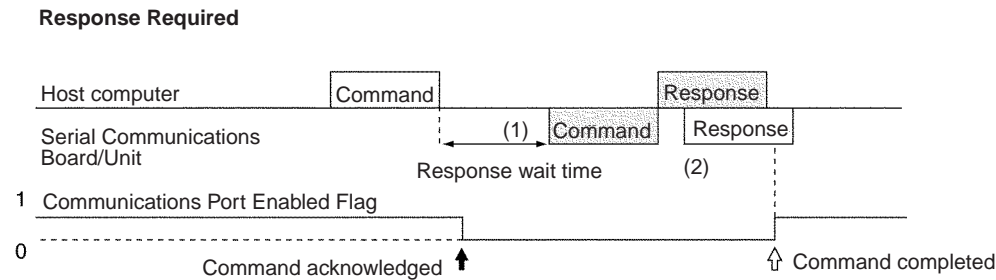 Response Required
Host computer
Command
Response
Serial Communications
Board/Unit
(1)
Command
Response
Response wait time
(2)
1 Communications Port Enabled Flag
0
Command acknowledged
Command completed